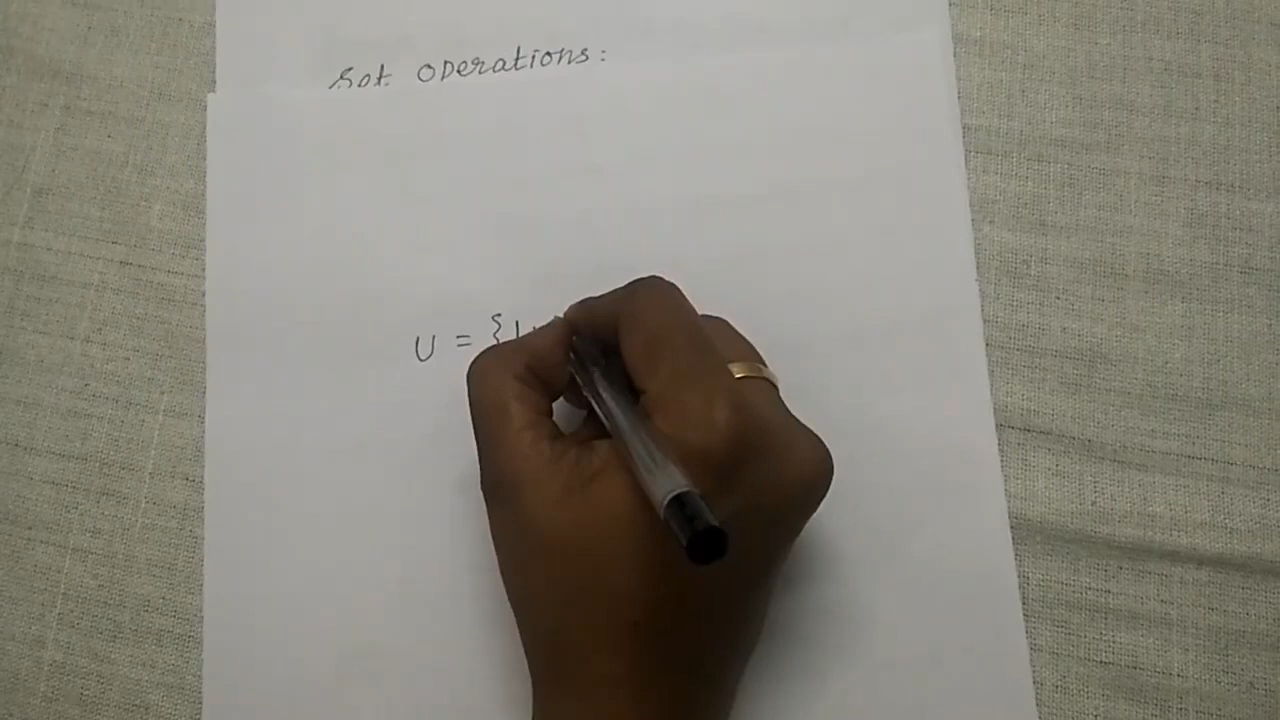 Set Operations:
U = {1,